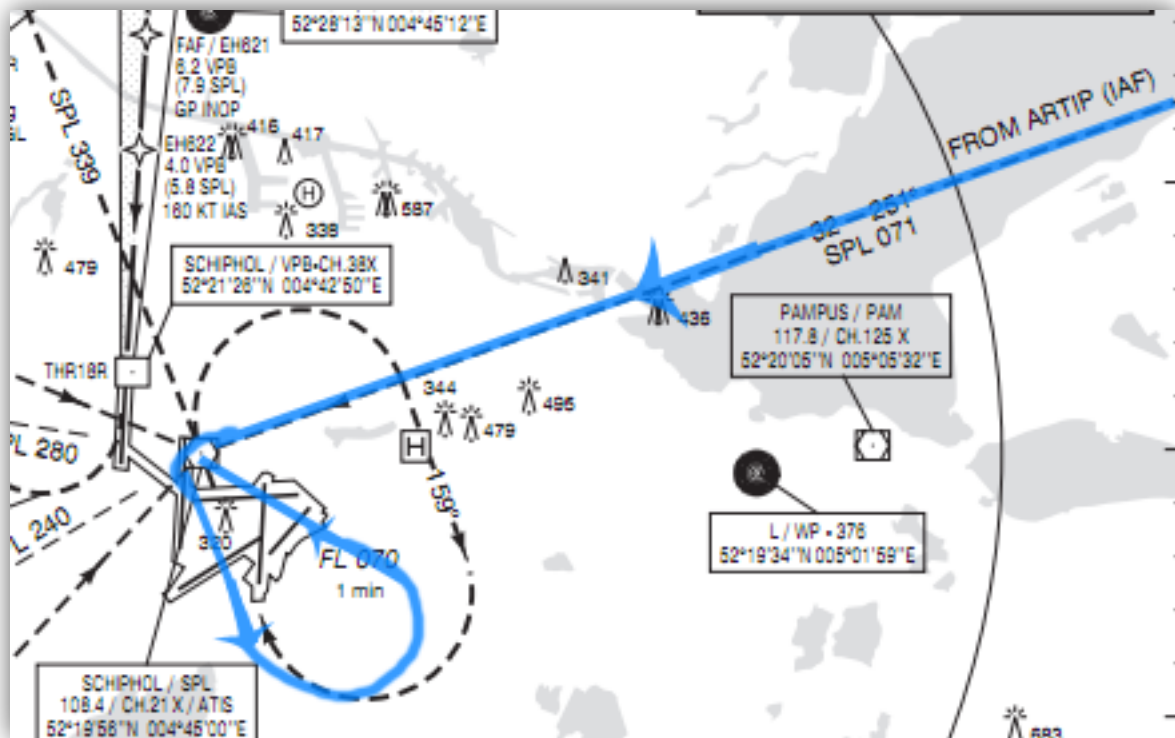 52°28'13''N 004°45'12''E
FAF / EH621
6.2 VPB
(7.9 SPL)
GP INOP
SPL 339
416
417
EH622
4.0 VPB
(5.8 SPL)
160 KT IAS
H
338
587
479
SCHIPHOL / VPB•CH.38X
52°21'26''N 004°42'50''E
THR18R
FROM ARTIP (IAF)
32 251°
SPL 071
341
436
PAMPUS / PAM
117.8 / CH.125 X
52°20'05''N 005°05'32''E
344
495
479
H
159°
PL 280
L 240
320
FL 070
1 min
L / WP • 376
52°19'34''N 005°01'59''E
SCHIPHOL / SPL
108.4 / CH.21 X / ATIS
52°19'56''N 004°45'00''E
683